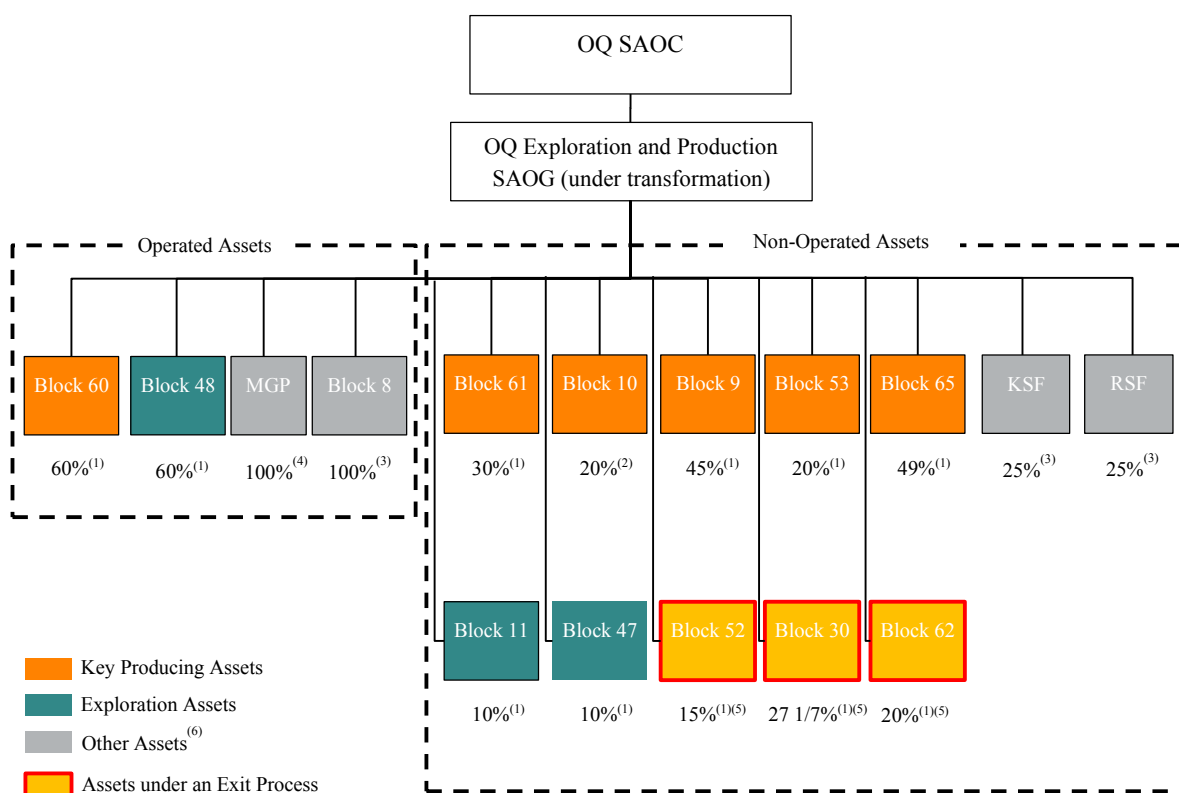 OQ SAOC
OQ Exploration and Production
SAOG (under transformation)
Operated Assets
Non-Operated Assets
Block 60
Block 48
MGP
Block 8
Block 61
Block 10
Block 9
Block 53
Block 65
KSF
RSF
60%(1)
60%(1)
100%(4)
100%(3)
30%(1)
20%(2)
45%(1)
20%(1)
49%(1)
25%(3)
25%(3)
Block 11
Block 47
Block 52
Block 30
Block 62
10%(1)
10%(1)
15%(1)(5)
27 1/7%(1)(5)
20%(1)(5)
Key Producing Assets
Exploration Assets
Other Assets(6)
Assets under an Exit Process